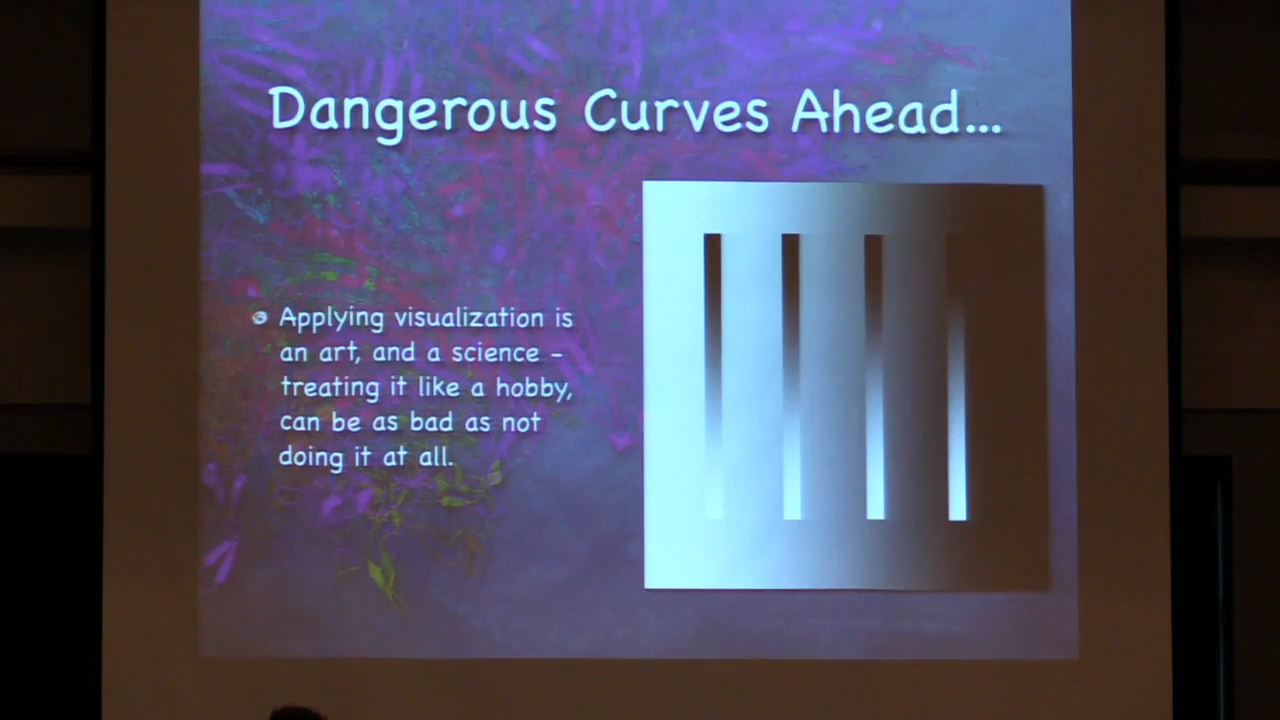 Dangerous Curves Ahead...
Applying visualization is
an art, and a science -
treating it like a hobby,
can be as bad as not
doing it at all.